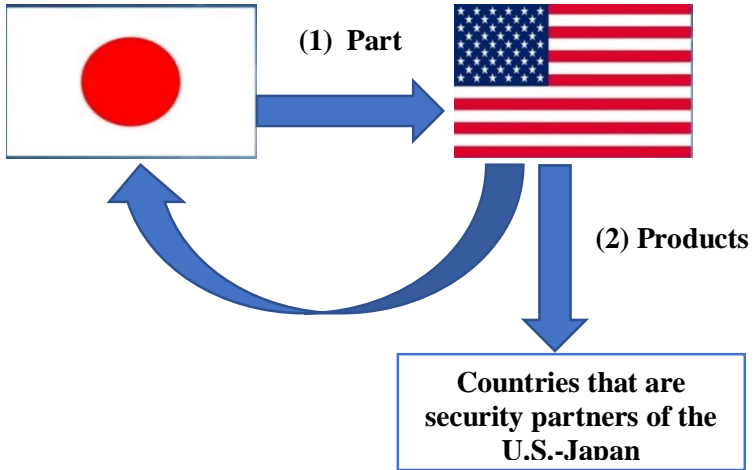 (1) Part
(2) Products
Countries that are
security partners of the
U.S.-Japan